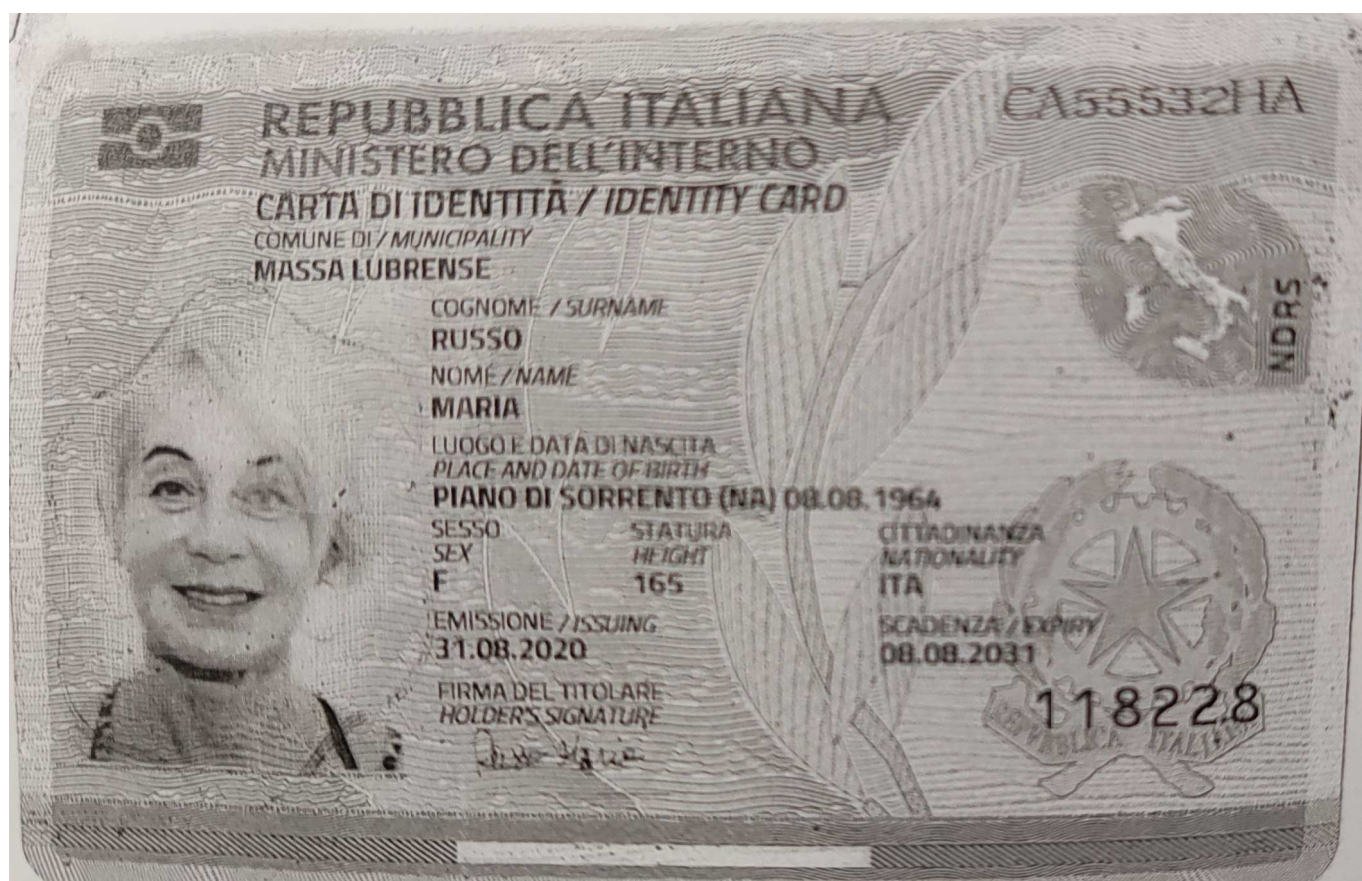 REPUBBLICA ITALIANA
CA55532HA
MINISTERO DELL'INTERNO
CARTA DI IDENTITÀ / IDENTITY CARD
COMUNE DI / MUNICIPALITY
MASSA LUBRENSE
COGNOME / SURNAME
RUSSO
NOME / NAME
MARIA
LUOGO E DATA DI NASCITA
PLACE AND DATE OF BIRTH
PIANO DI SORRENTO (NA) 08.08.1964
SESSO STATURA CITTADINANZA
SEX HEIGHT NATIONALITY
F 165 ITA
EMISSIONE / ISSUING SCADENZA / EXPIRY
31.08.2020 08.08.2031
FIRMA DEL TITOLARE
HOLDER'S SIGNATURE
Russo Maria
118228
REPVBBLICA ITALIANA
NDRS